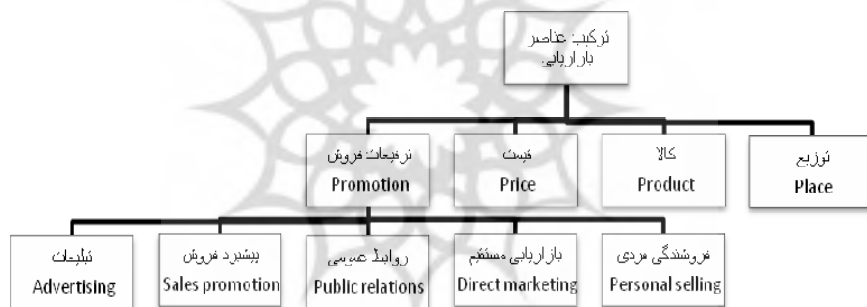 ترکیب عناصر
بازاریابی
ترفیعات فروش
Promotion
قیمت
Price
کالا
Product
توزیع
Place
تبلیغات
Advertising
پیشبرد فروش
Sales promotion
روابط عمومی
Public relations
بازاریابی مستقیم
Direct marketing
فروشندگی فردی
Personal selling